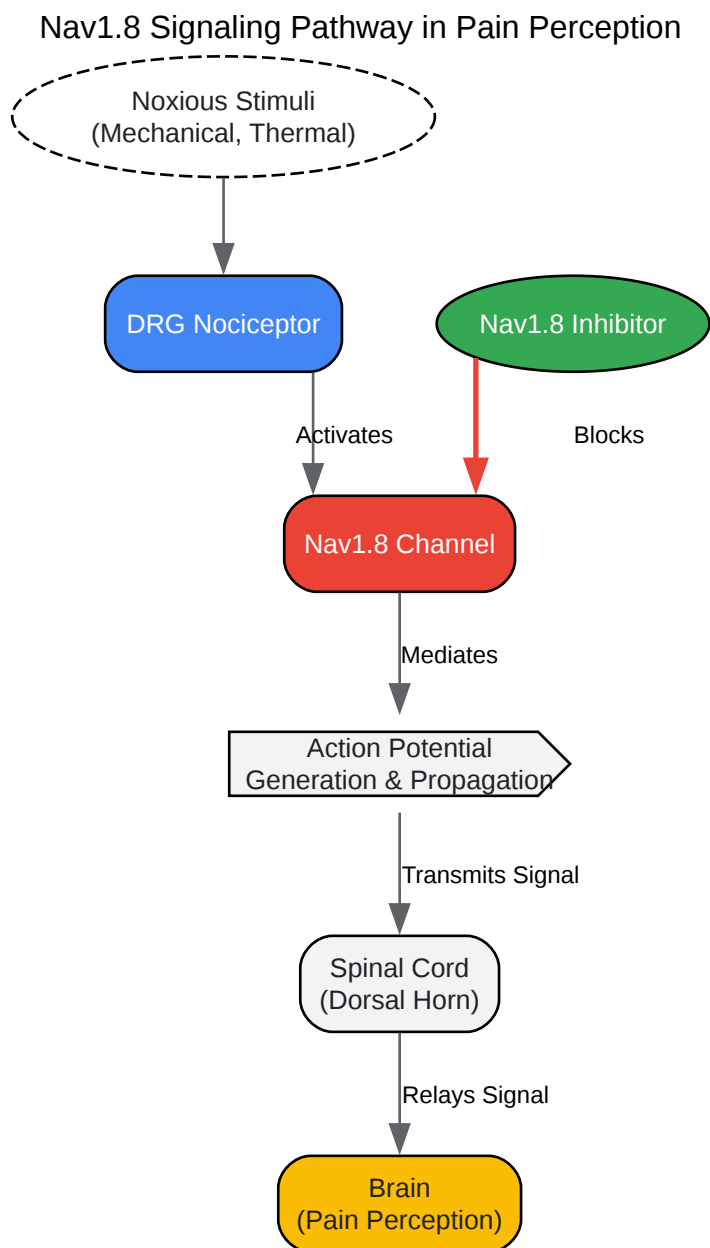 Nav1.8 Signaling Pathway in Pain Perception
Noxious Stimuli
(Mechanical, Thermal)
DRG Nociceptor
Nav1.8 Inhibitor
Activates
Blocks
Nav1.8 Channel
Mediates
Action Potential
Generation & Propagation
Transmits Signal
Spinal Cord
(Dorsal Horn)
Relays Signal
Brain
(Pain Perception)